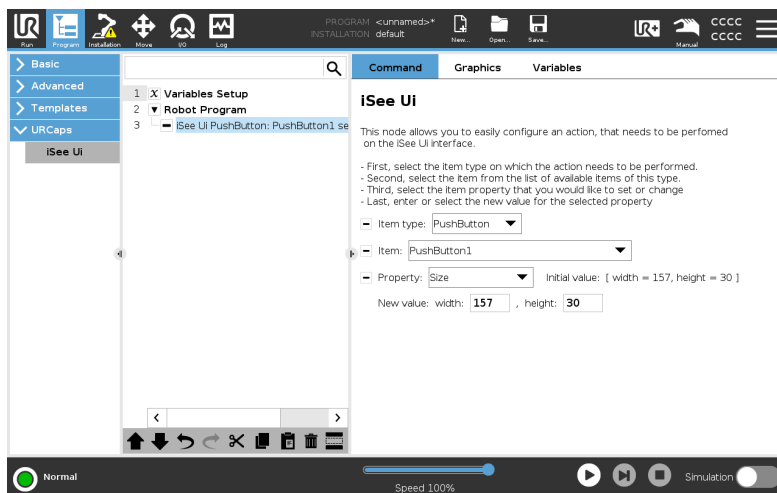 PROGRAM <unnamed>*
INSTALLATION default
Run Program Installation Move I/O Log New... Open... Save... UR+ Manual CCCC CCCC
Basic
Advanced
Templates
URCaps
iSee Ui
1 X Variables Setup
2 Robot Program
3 iSee Ui PushButton: PushButton1 se
Command Graphics Variables
iSee Ui
This node allows you to easily configure an action, that needs to be perfomed
on the iSee Ui interface.
- First, select the item type on which the action needs to be performed.
- Second, select the item from the list of available items of this type.
- Third, select the item property that you would like to set or change
- Last, enter or select the new value for the selected property
Item type: PushButton
Item: PushButton1
Property: Size Initial value: [ width = 157, height = 30 ]
New value: width: 157 , height: 30
Normal
Speed 100%
Simulation